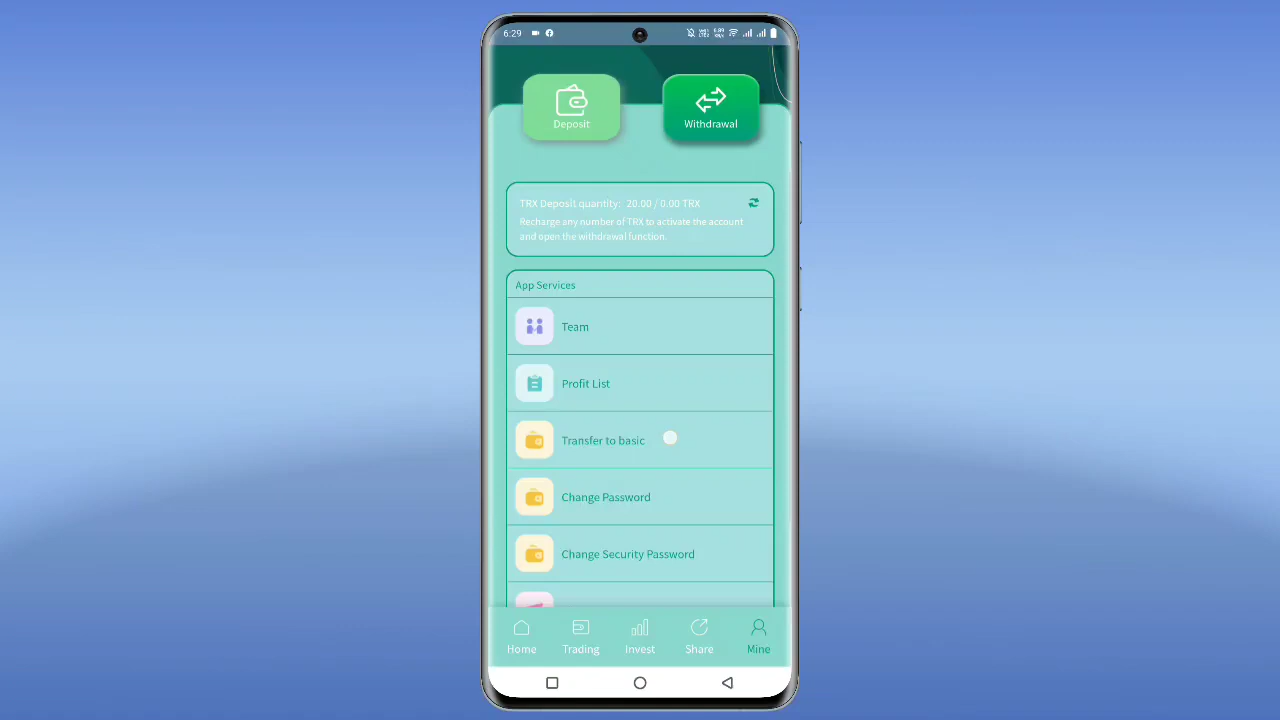 6:29
Deposit
Withdrawal
TRX Deposit quantity: 20.00 / 0.00 TRX
Recharge any number of TRX to activate the account
and open the withdrawal function.
App Services
Team
Profit List
Transfer to basic
Change Password
Change Security Password
Home Trading Invest Share Mine